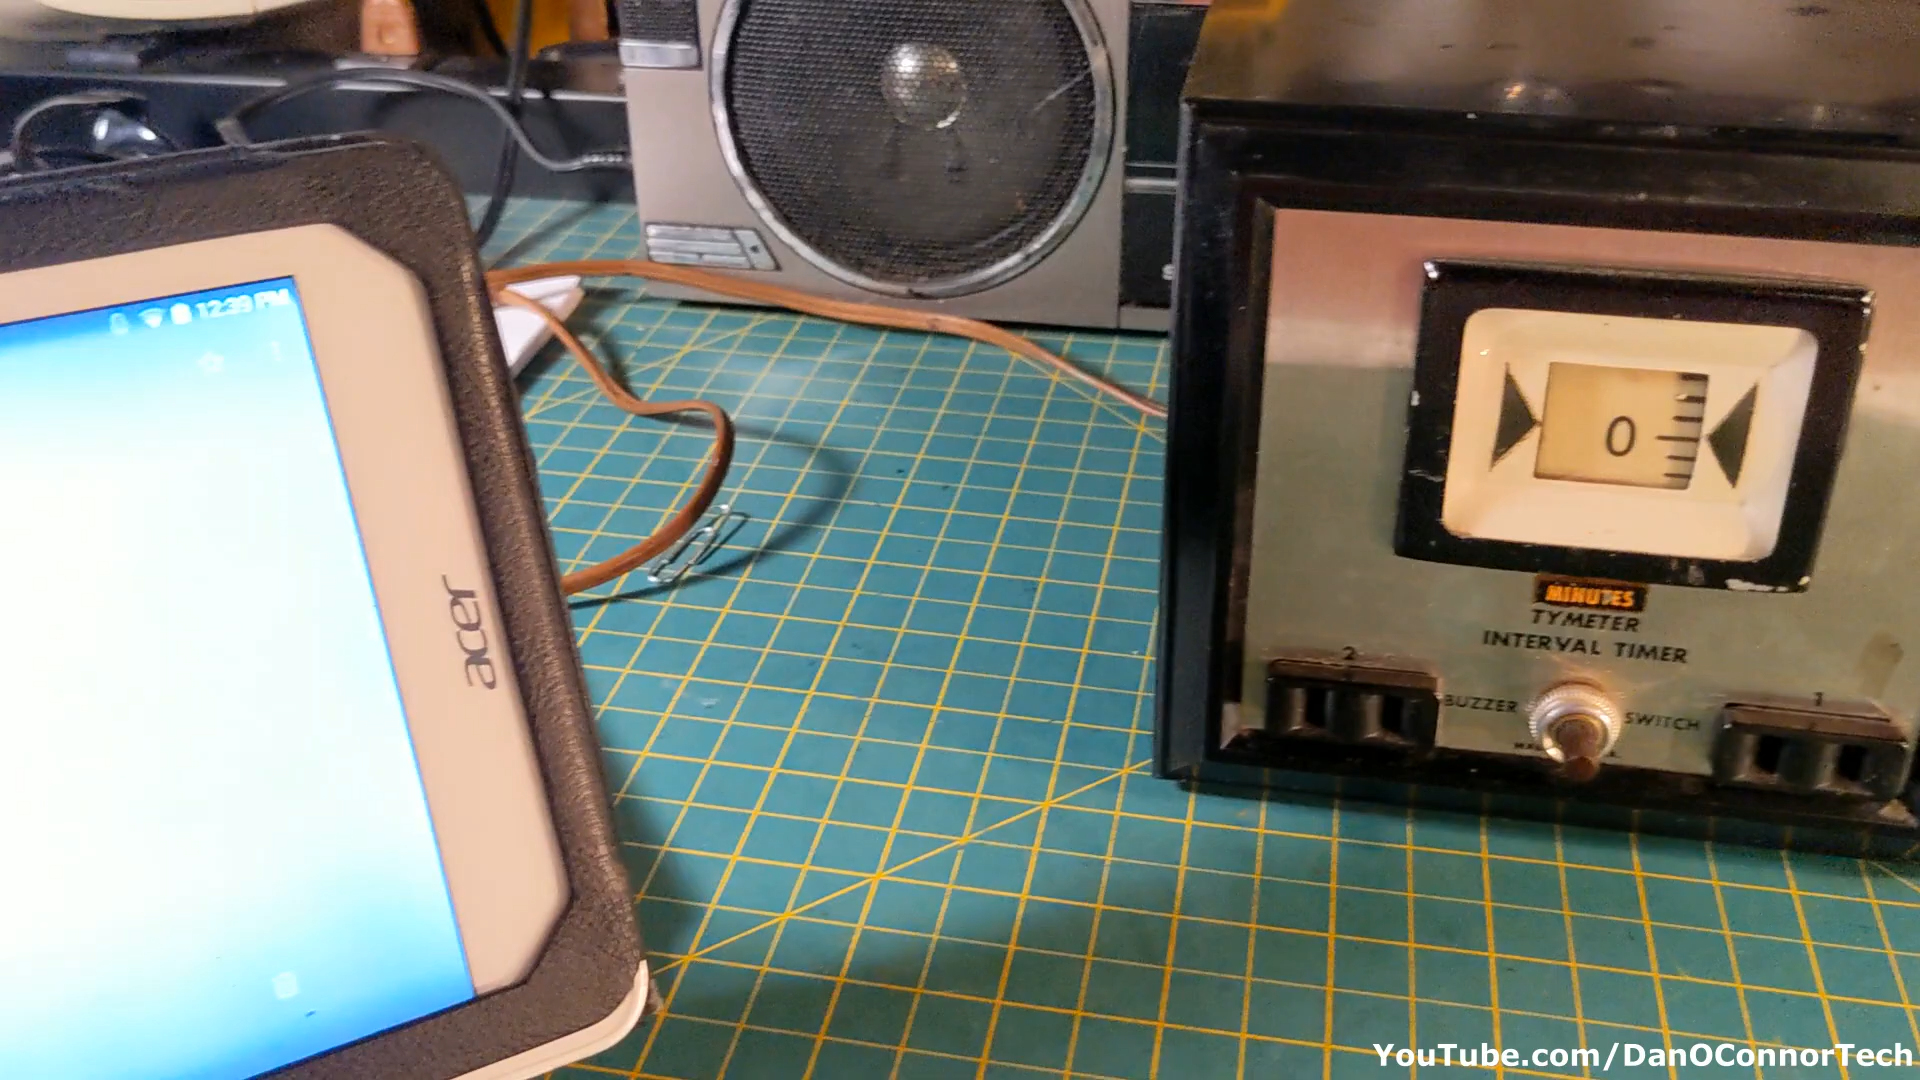 12:39 PM
acer
0
MINUTES
TYMETER
INTERVAL TIMER
2
BUZZER
SWITCH
1
YouTube.com/DanOConnorTech